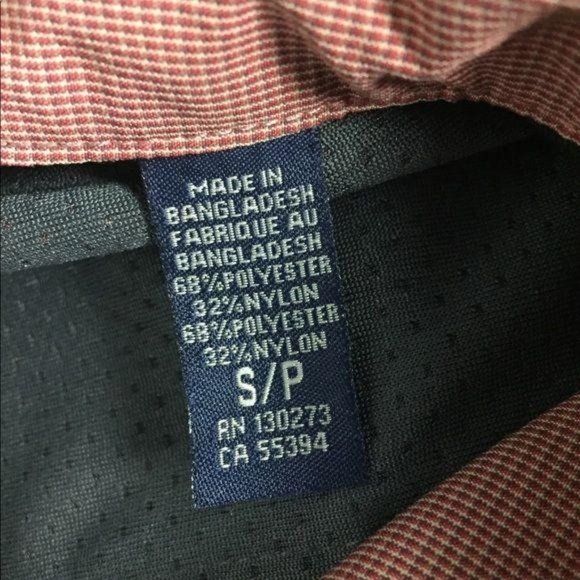 MADE IN
BANGLADESH
FABRIQUE AU
BANGLADESH
68%POLYESTER
32%NYLON
68%POLYESTER
32%NYLON
S/P
RN 130273
CA 55394